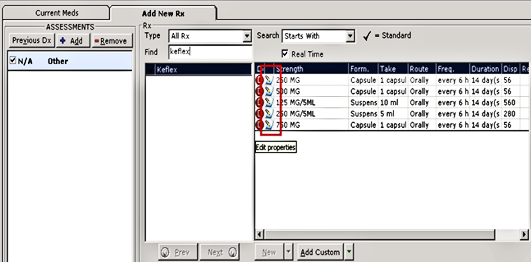 Current Meds
Add New Rx
ASSESSMENTS
Previous Dx
Add
Remove
N/A Other
Rx
Type All Rx
Search Starts With
= Standard
Find keflex
Real Time
Keflex
Strength Form. Take Route Freq. Duration Disp Re
250 MG Capsule 1 capsul Orally every 6 h 14 day(s 56
500 MG Capsule 1 capsul Orally every 6 h 14 day(s 56
125 MG/5ML Suspens 10 ml Orally every 6 h 14 day(s 560
250 MG/5ML Suspens 5 ml Orally every 6 h 14 day(s 280
750 MG Capsule 1 capsul Orally every 6 h 14 day(s 56
Edit properties
Prev
Next
New
Add Custom